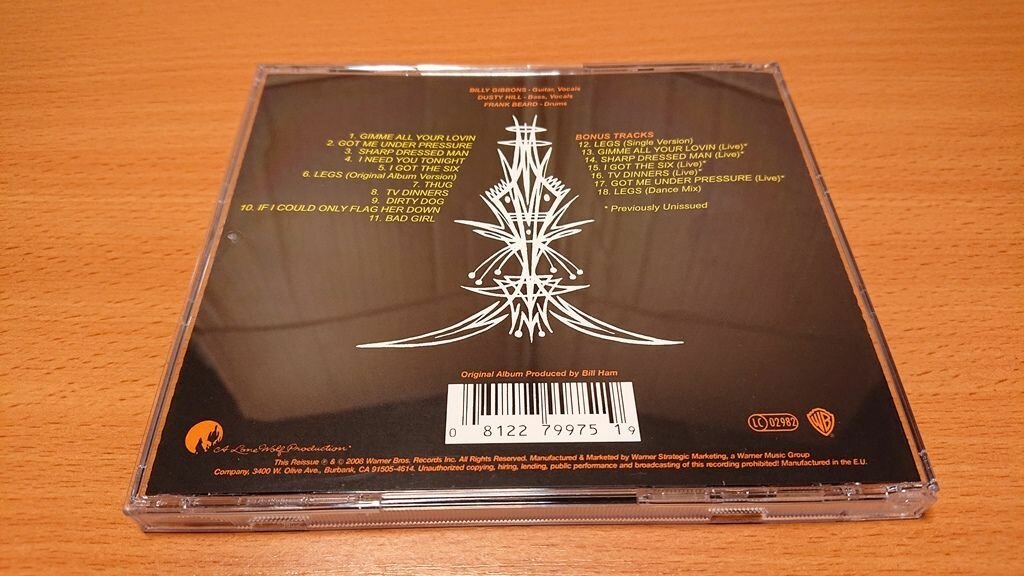 BILLY GIBBONS - Guitar, Vocals
DUSTY HILL - Bass, Vocals
FRANK BEARD - Drums
1. GIMME ALL YOUR LOVIN
2. GOT ME UNDER PRESSURE
3. SHARP DRESSED MAN
4. I NEED YOU TONIGHT
5. I GOT THE SIX
6. LEGS (Original Album Version)
7. THUG
8. TV DINNERS
9. DIRTY DOG
10. IF I COULD ONLY FLAG HER DOWN
11. BAD GIRL
BONUS TRACKS
12. LEGS (Single Version)
13. GIMME ALL YOUR LOVIN (Live)*
14. SHARP DRESSED MAN (Live)*
15. I GOT THE SIX (Live)*
16. TV DINNERS (Live)*
17. GOT ME UNDER PRESSURE (Live)*
18. LEGS (Dance Mix)
* Previously Unissued
Original Album Produced by Bill Ham
0 8122 79975 1 9
LC 02982
WB
A Lone Wolf Production
This Reissue ℗ & © 2008 Warner Bros. Records Inc. All Rights Reserved. Manufactured & Marketed by Warner Strategic Marketing, a Warner Music Group
Company, 3400 W. Olive Ave., Burbank, CA 91505-4614. Unauthorized copying, hiring, lending, public performance and broadcasting of this recording prohibited! Manufactured in the E.U.